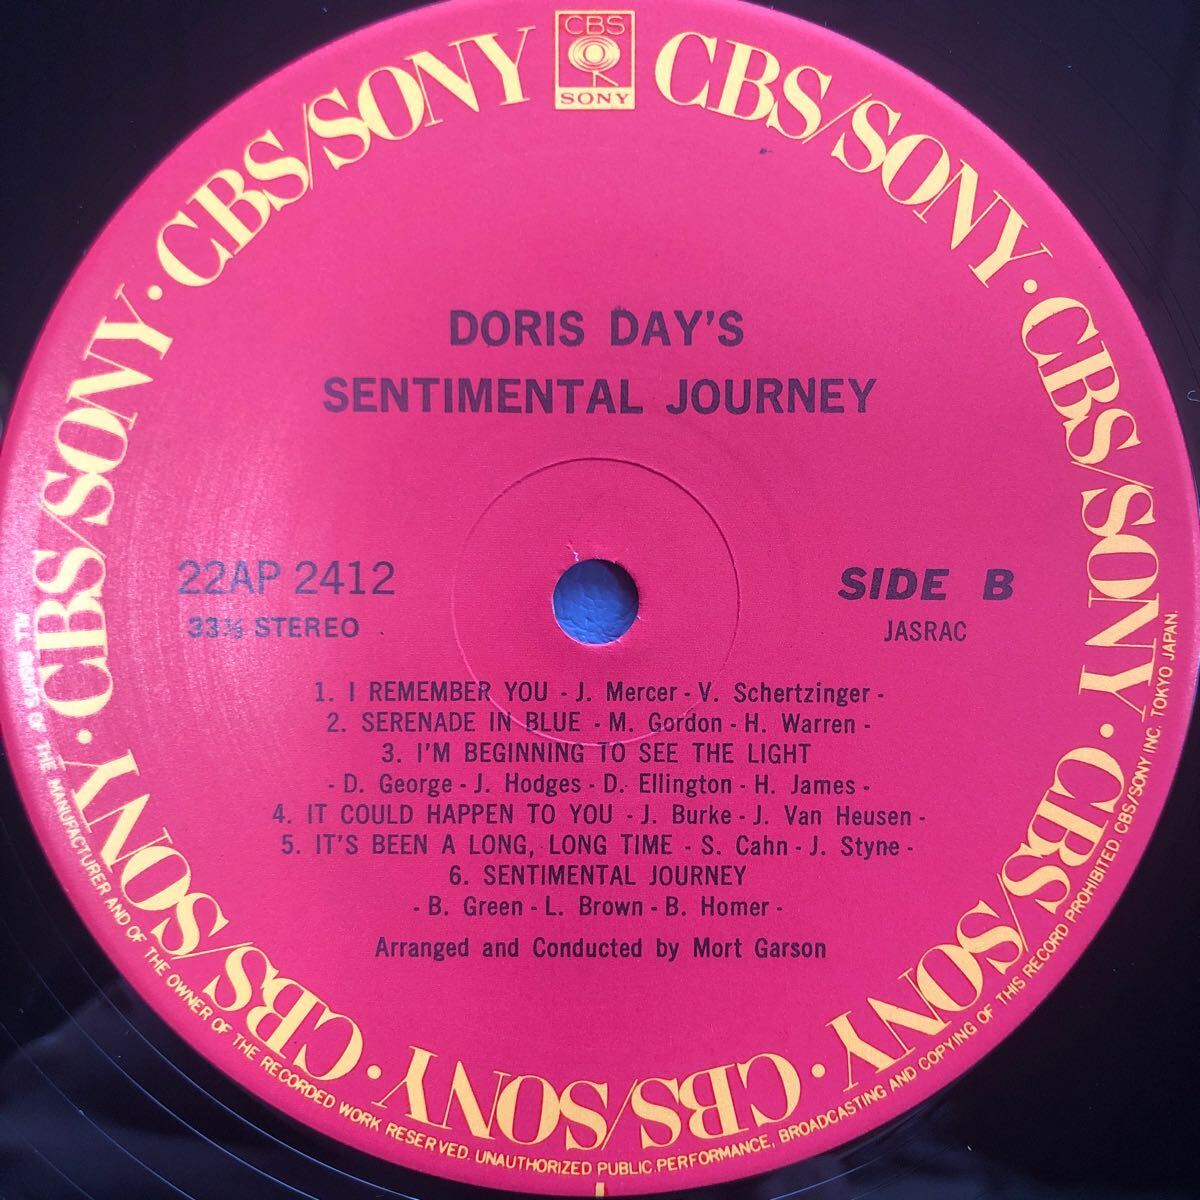 CBS
SONY
CBS/SONY · CBS/SONY · CBS/SONY · CBS/SONY · CBS/SONY · CBS/SONY · CBS/SONY · CBS/SONY · CBS/SONY
DORIS DAY'S
SENTIMENTAL JOURNEY
22AP 2412
33⅓ STEREO
SIDE B
JASRAC
1. I REMEMBER YOU - J. Mercer - V. Schertzinger -
2. SERENADE IN BLUE - M. Gordon - H. Warren -
3. I'M BEGINNING TO SEE THE LIGHT
- D. George - J. Hodges - D. Ellington - H. James -
4. IT COULD HAPPEN TO YOU - J. Burke - J. Van Heusen -
5. IT'S BEEN A LONG, LONG TIME - S. Cahn - J. Styne -
6. SENTIMENTAL JOURNEY
- B. Green - L. Brown - B. Homer -
Arranged and Conducted by Mort Garson
ALL RIGHTS OF THE MANUFACTURER AND OF THE OWNER OF THE RECORDED WORK RESERVED. UNAUTHORIZED PUBLIC PERFORMANCE, BROADCASTING AND COPYING OF THIS RECORD PROHIBITED. CBS/SONY INC. TOKYO JAPAN.